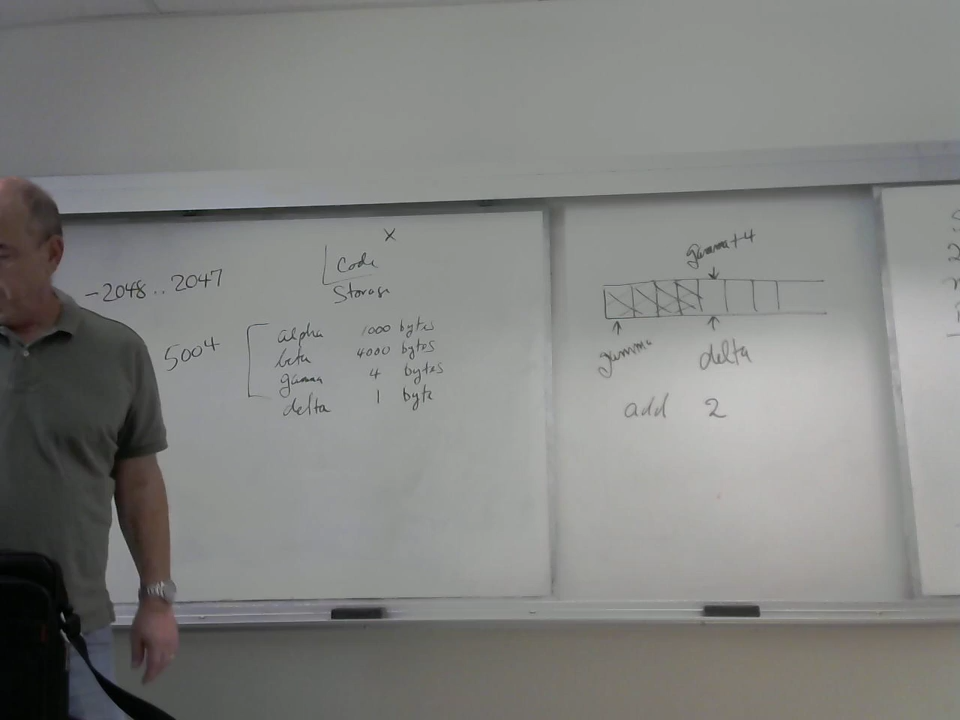 x
-2048..2047
Code
Storage
5004
alpha 1000 bytes
beta 4000 bytes
gamma 4 bytes
delta 1 byte
gamma+4
gamma
delta
add 2